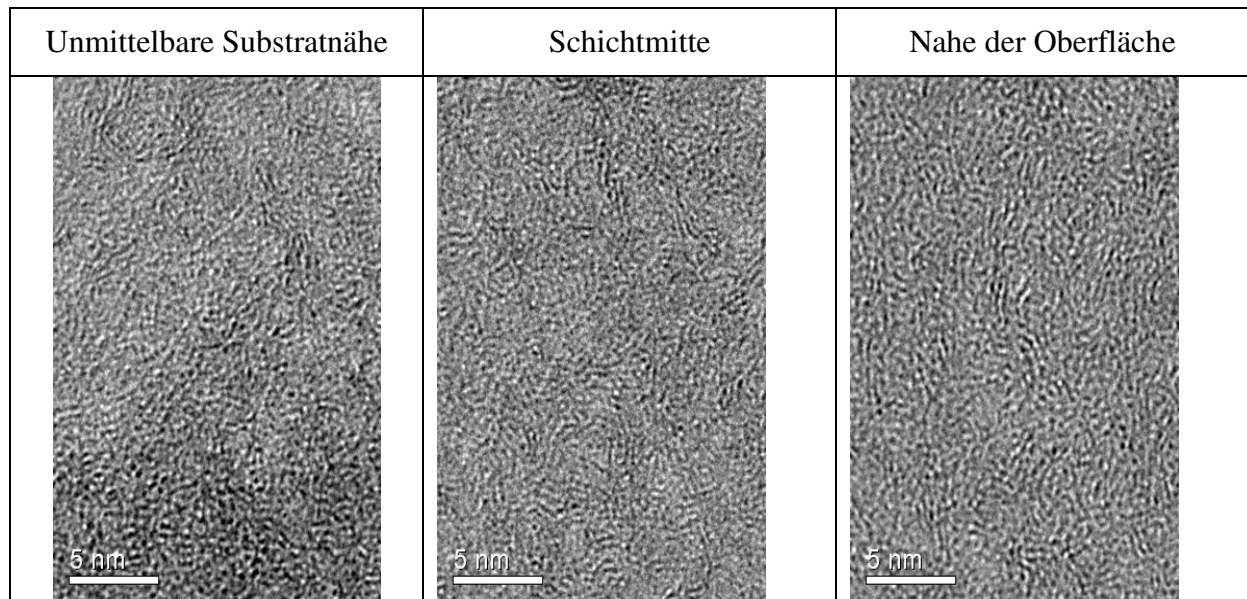 Unmittelbare Substratnähe
Schichtmitte
Nahe der Oberfläche
5 nm
5 nm
5 nm